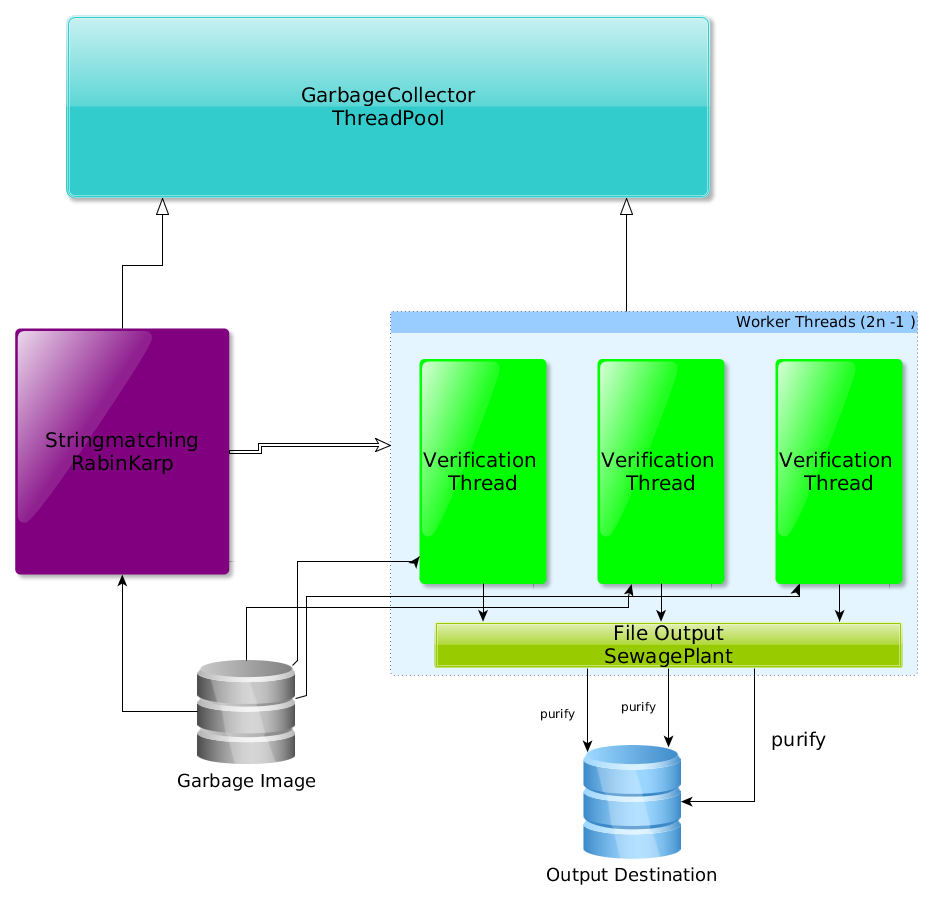 GarbageCollector
ThreadPool
Worker Threads (2n -1 )
Stringmatching
RabinKarp
Verification
Thread
Verification
Thread
Verification
Thread
File Output
SewagePlant
purify
purify
purify
Garbage Image
Output Destination